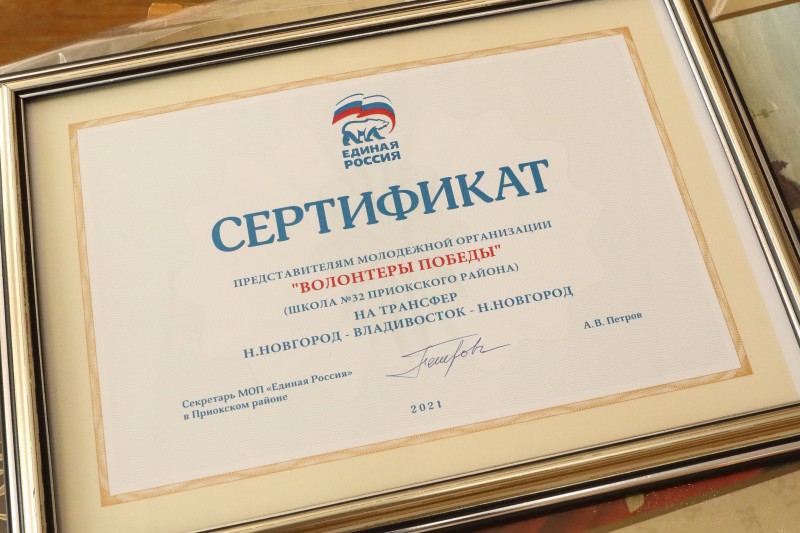 ЕДИНАЯ
РОССИЯ
СЕРТИФИКАТ
ПРЕДСТАВИТЕЛЯМ МОЛОДЕЖНОЙ ОРГАНИЗАЦИИ
"ВОЛОНТЕРЫ ПОБЕДЫ"
(ШКОЛА №32 ПРИОКСКОГО РАЙОНА)
НА ТРАНСФЕР
Н.НОВГОРОД - ВЛАДИВОСТОК - Н.НОВГОРОД
Секретарь МОП «Единая Россия»
в Приокском районе
Петров
А.В. Петров
2021